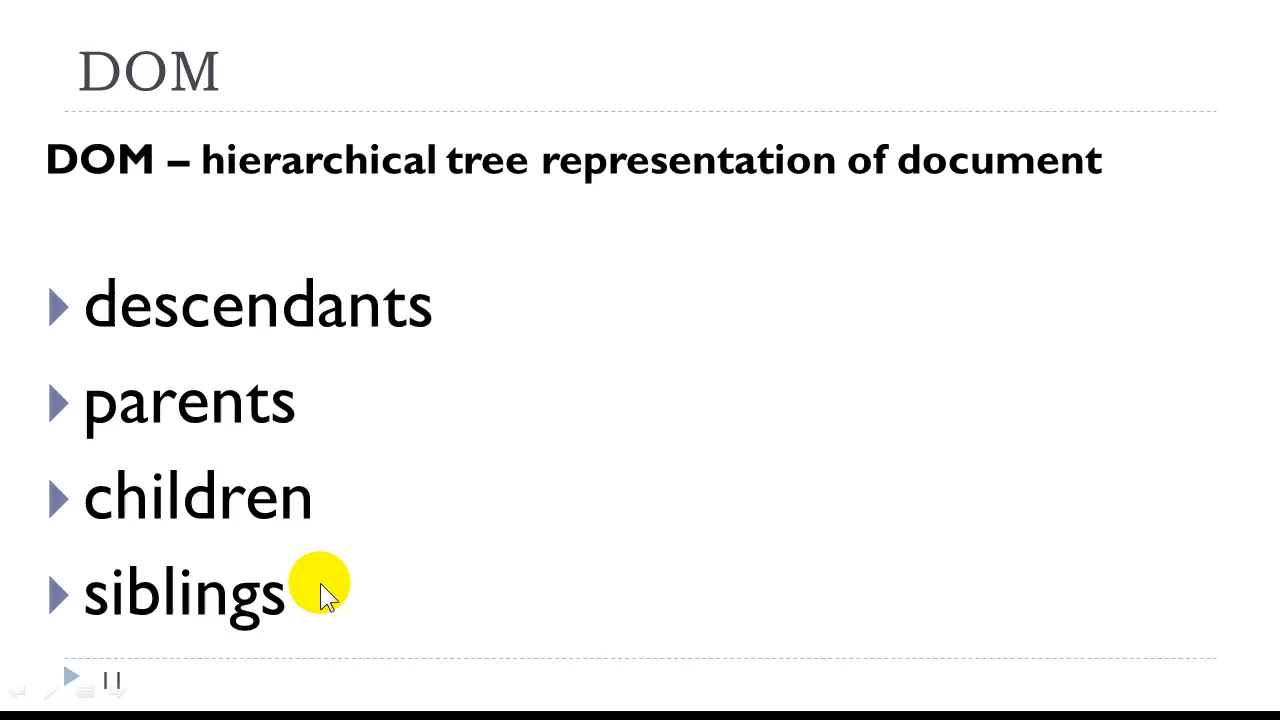 DOM
DOM – hierarchical tree representation of document
descendants
parents
children
siblings
11